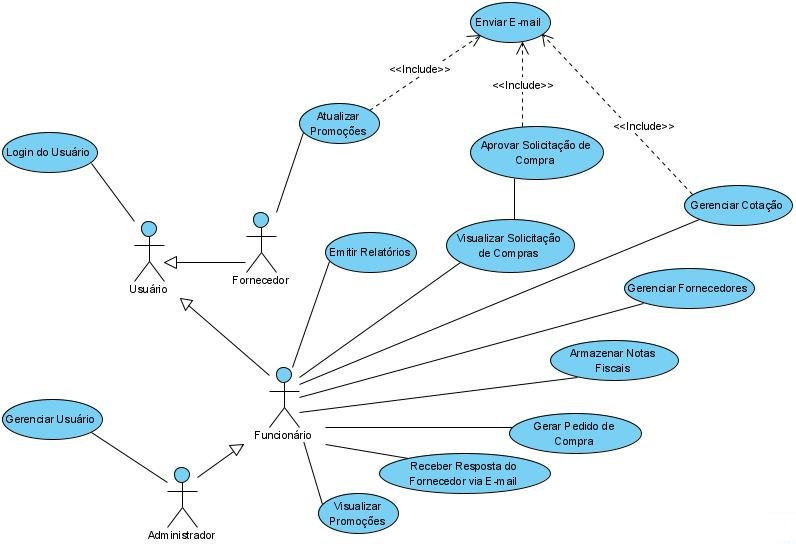 Enviar E-mail
<<Include>>
<<Include>>
Atualizar
Promoções
<<Include>>
Login do Usuário
Aprovar Solicitação de
Compra
Gerenciar Cotação
Visualizar Solicitação
de Compras
Emitir Relatórios
Fornecedor
Usuário
Gerenciar Fornecedores
Armazenar Notas
Fiscais
Gerenciar Usuário
Funcionário
Gerar Pedido de
Compra
Receber Resposta do
Fornecedor via E-mail
Visualizar
Promoções
Administrador